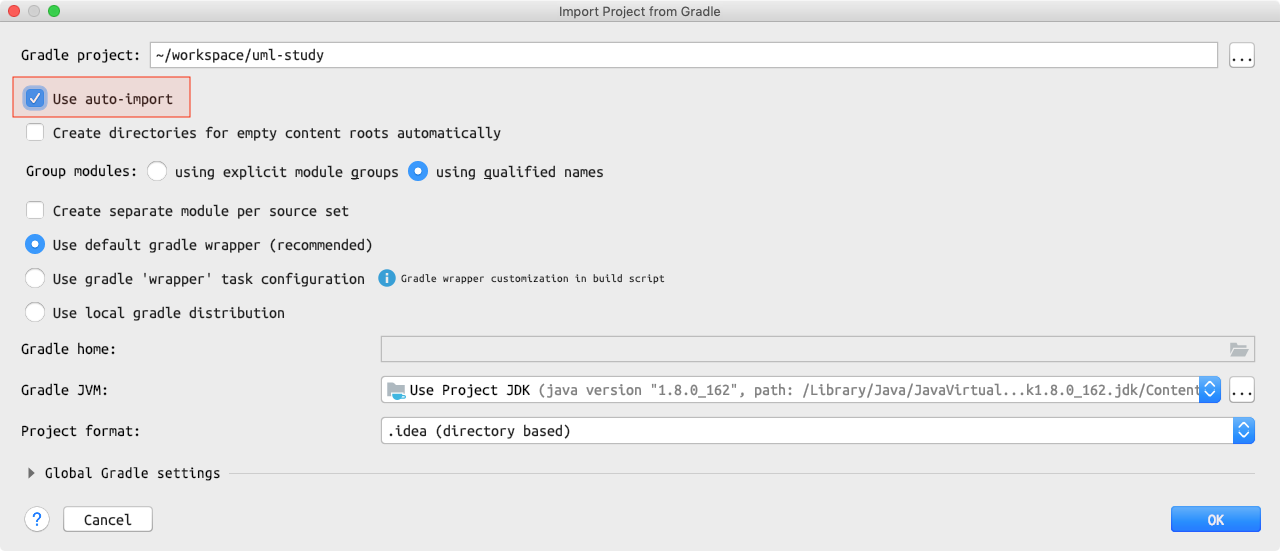 Import Project from Gradle
Gradle project: ~/workspace/uml-study ...
Use auto-import
Create directories for empty content roots automatically
Group modules: using explicit module groups using qualified names
Create separate module per source set
Use default gradle wrapper (recommended)
Use gradle 'wrapper' task configuration i Gradle wrapper customization in build script
Use local gradle distribution
Gradle home:
Gradle JVM: Use Project JDK (java version "1.8.0_162", path: /Library/Java/JavaVirtual...k1.8.0_162.jdk/Content ...
Project format: .idea (directory based)
Global Gradle settings
? Cancel OK